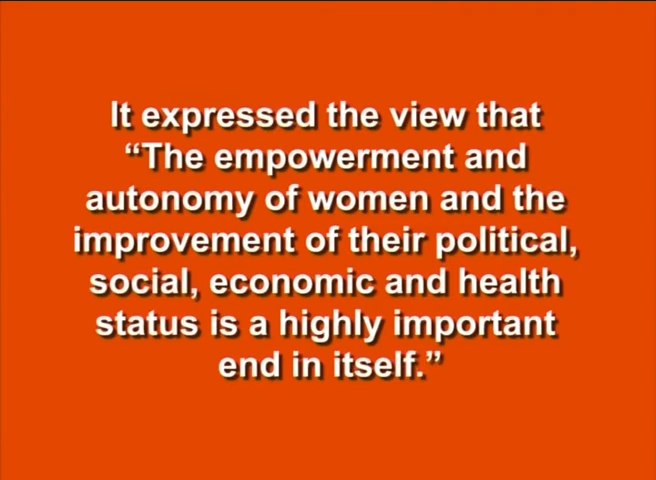 It expressed the view that
“The empowerment and
autonomy of women and the
improvement of their political,
social, economic and health
status is a highly important
end in itself.”